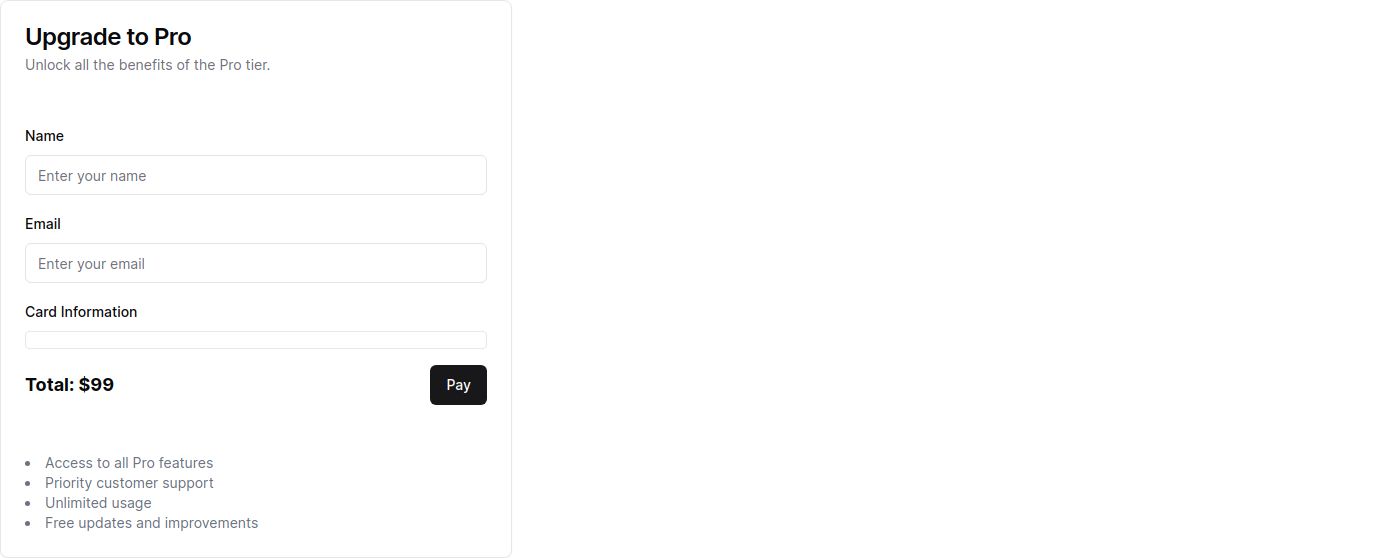 Upgrade to Pro
Unlock all the benefits of the Pro tier.
Name
Enter your name
Email
Enter your email
Card Information
Total: $99
Pay
Access to all Pro features
Priority customer support
Unlimited usage
Free updates and improvements